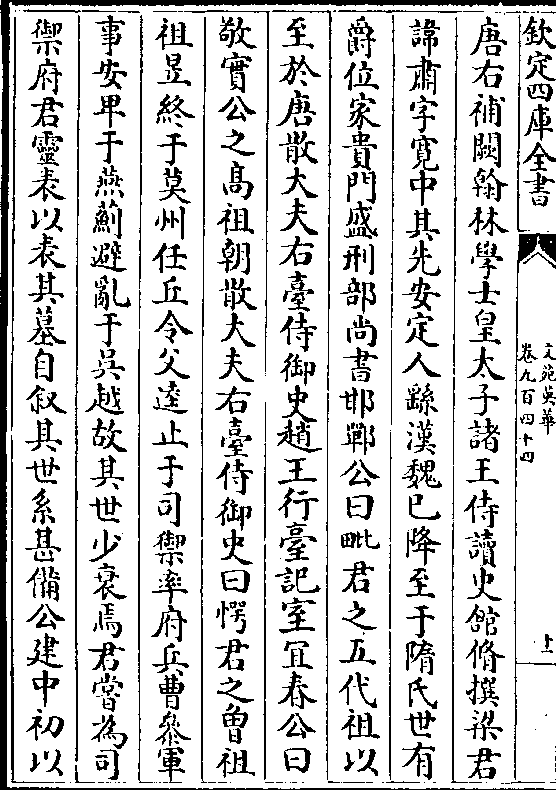 欽定四庫全書
文苑英華
卷九百四十四
十一
唐右補闕翰林學士皇太子諸王侍讀史館脩撰梁君
諱肅字寛中其先安定人繇漢魏已降至于隋氏世有
爵位家貴門盛刑部尚書邯鄲公曰毗君之五代祖以
至於唐散大夫右臺侍御史趙王行臺記室冝春公曰
敬實公之髙祖朝散大夫右臺侍御史曰愕君之曽祖
祖昱終于莫州任丘令父逵止于司禦率府兵曹叅軍
事安卑于燕薊避亂于吳越故其世少衰焉君嘗為司
禦府君靈表以表其墓自叙其世系甚備公建中初以